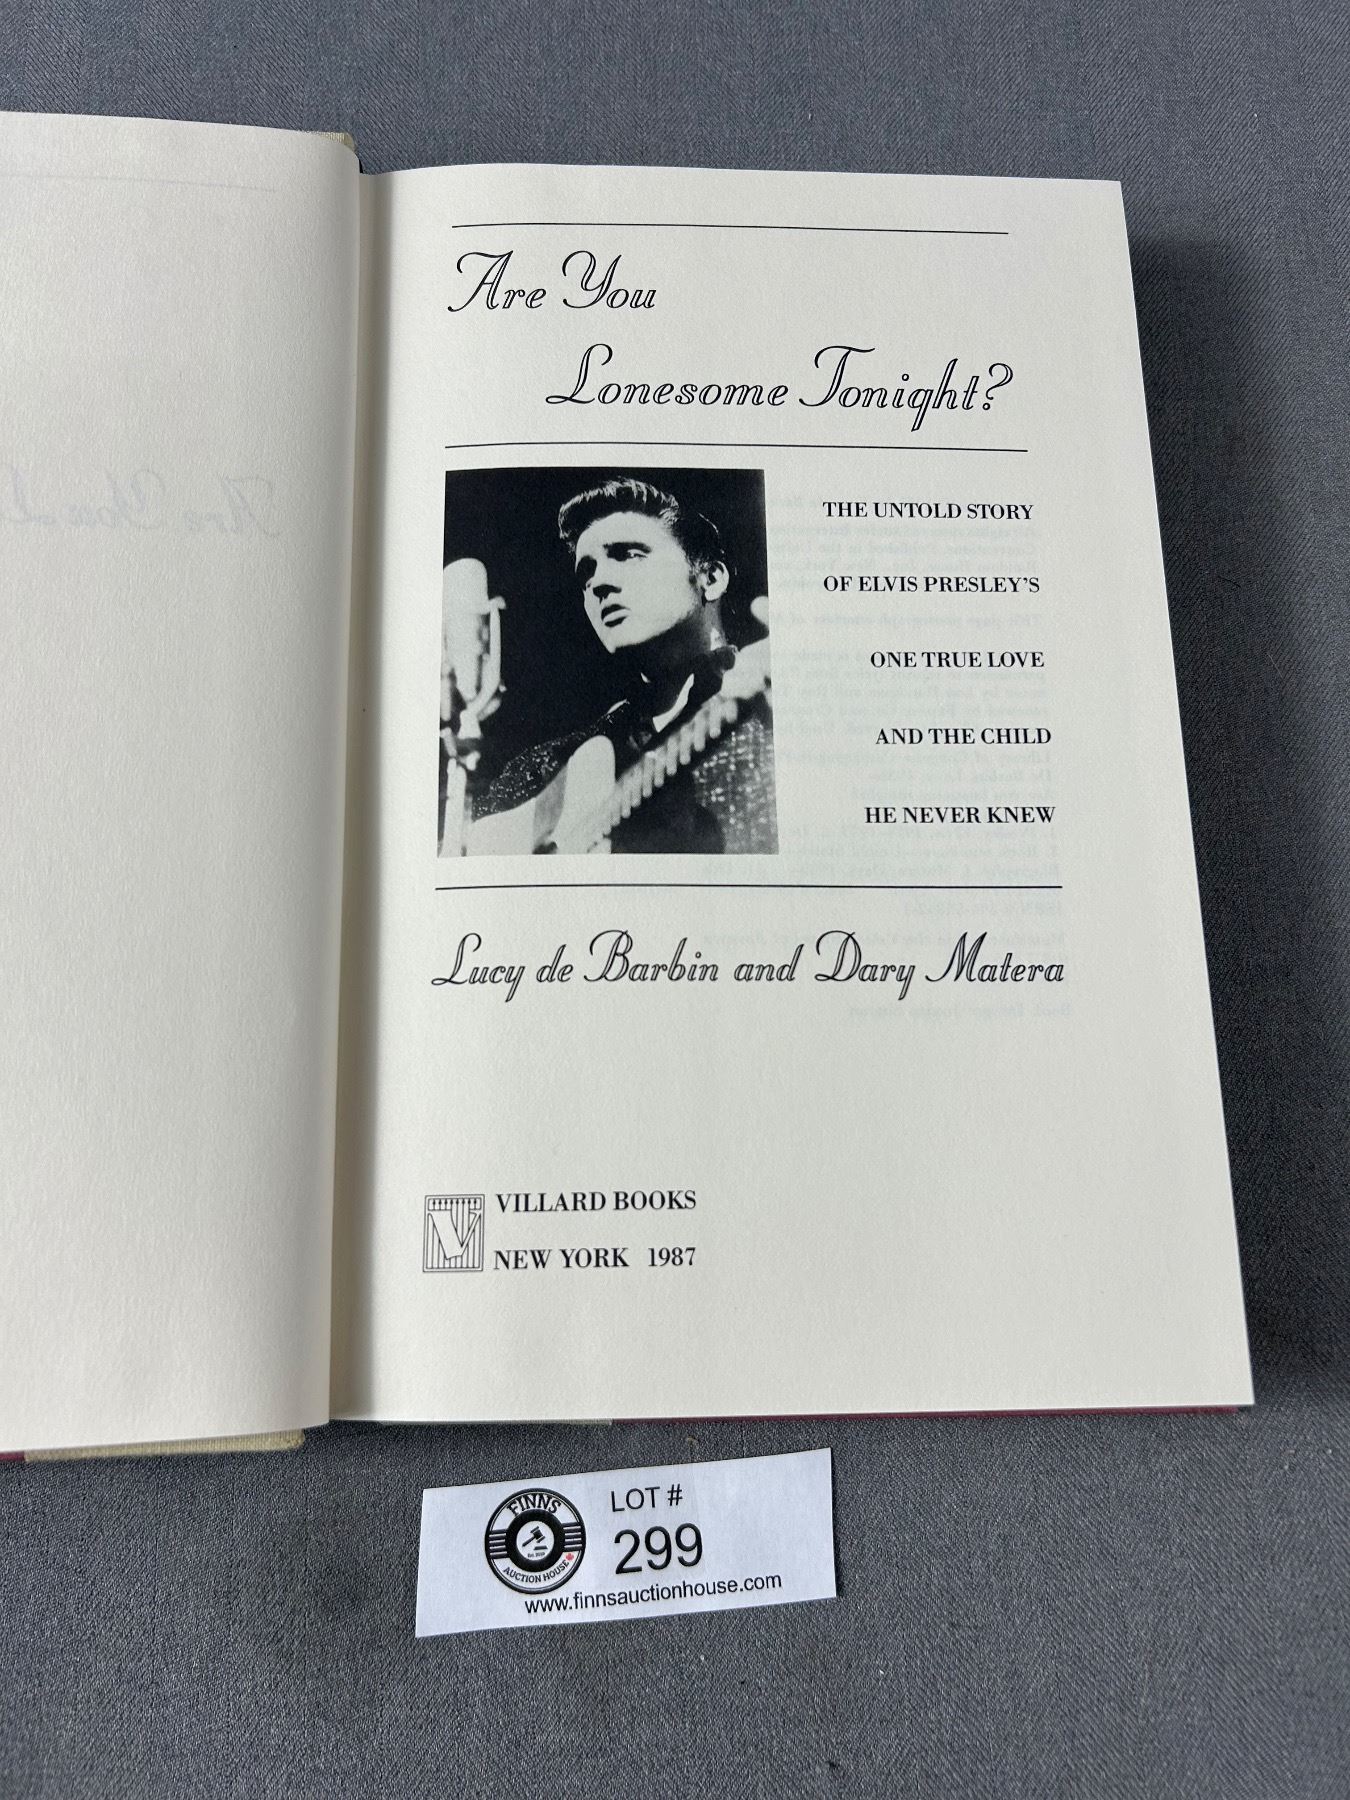 Are You
Lonesome Tonight?
THE UNTOLD STORY
OF ELVIS PRESLEY'S
ONE TRUE LOVE
AND THE CHILD
HE NEVER KNEW
Lucy de Barbin and Dary Matera
VILLARD BOOKS
NEW YORK 1987
FINNS
AUCTION HOUSE
LOT #
299
www.finnsauctionhouse.com